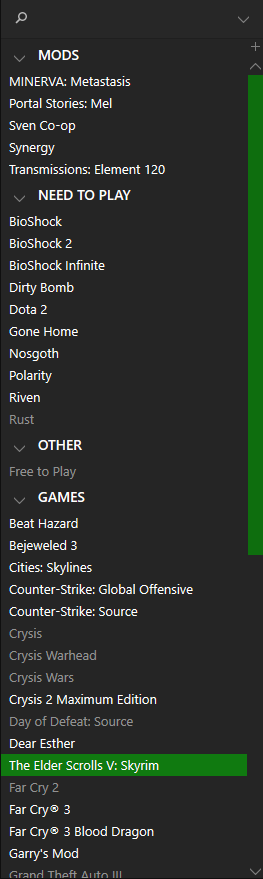 MODS
MINERVA: Metastasis
Portal Stories: Mel
Sven Co-op
Synergy
Transmissions: Element 120
NEED TO PLAY
BioShock
BioShock 2
BioShock Infinite
Dirty Bomb
Dota 2
Gone Home
Nosgoth
Polarity
Riven
Rust
OTHER
Free to Play
GAMES
Beat Hazard
Bejeweled 3
Cities: Skylines
Counter-Strike: Global Offensive
Counter-Strike: Source
Crysis
Crysis Warhead
Crysis Wars
Crysis 2 Maximum Edition
Day of Defeat: Source
Dear Esther
The Elder Scrolls V: Skyrim
Far Cry 2
Far Cry® 3
Far Cry® 3 Blood Dragon
Garry's Mod
Grand Theft Auto III